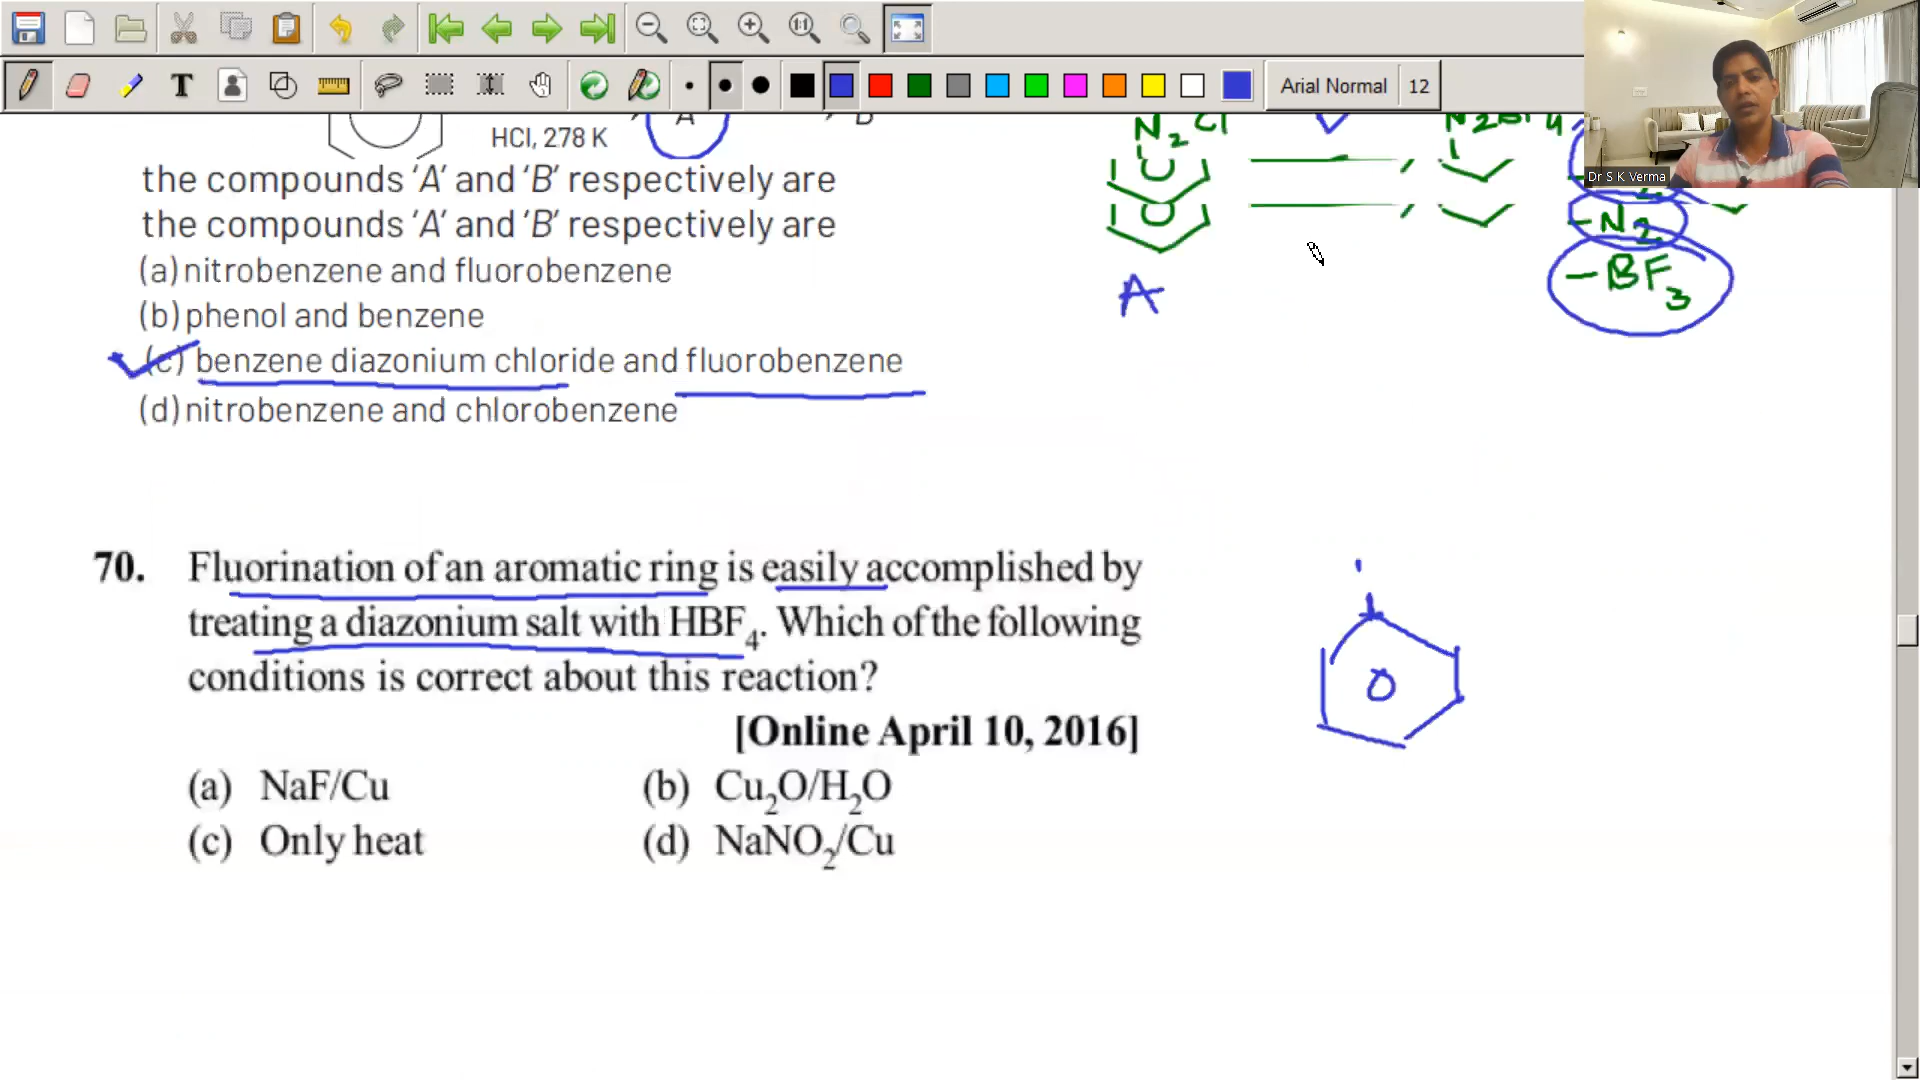 1:1
T
Arial Normal 12
Dr S K Verma
A
HCl, 278 K
N2Cl
the compounds ‘A’ and ‘B’ respectively are
the compounds ‘A’ and ‘B’ respectively are
-N2
(a) nitrobenzene and fluorobenzene
-BF3
A
(b) phenol and benzene
(c) benzene diazonium chloride and fluorobenzene
(d) nitrobenzene and chlorobenzene
70. Fluorination of an aromatic ring is easily accomplished by
treating a diazonium salt with HBF4. Which of the following
conditions is correct about this reaction?
[Online April 10, 2016]
(a) NaF/Cu (b) Cu2O/H2O
(c) Only heat (d) NaNO2/Cu